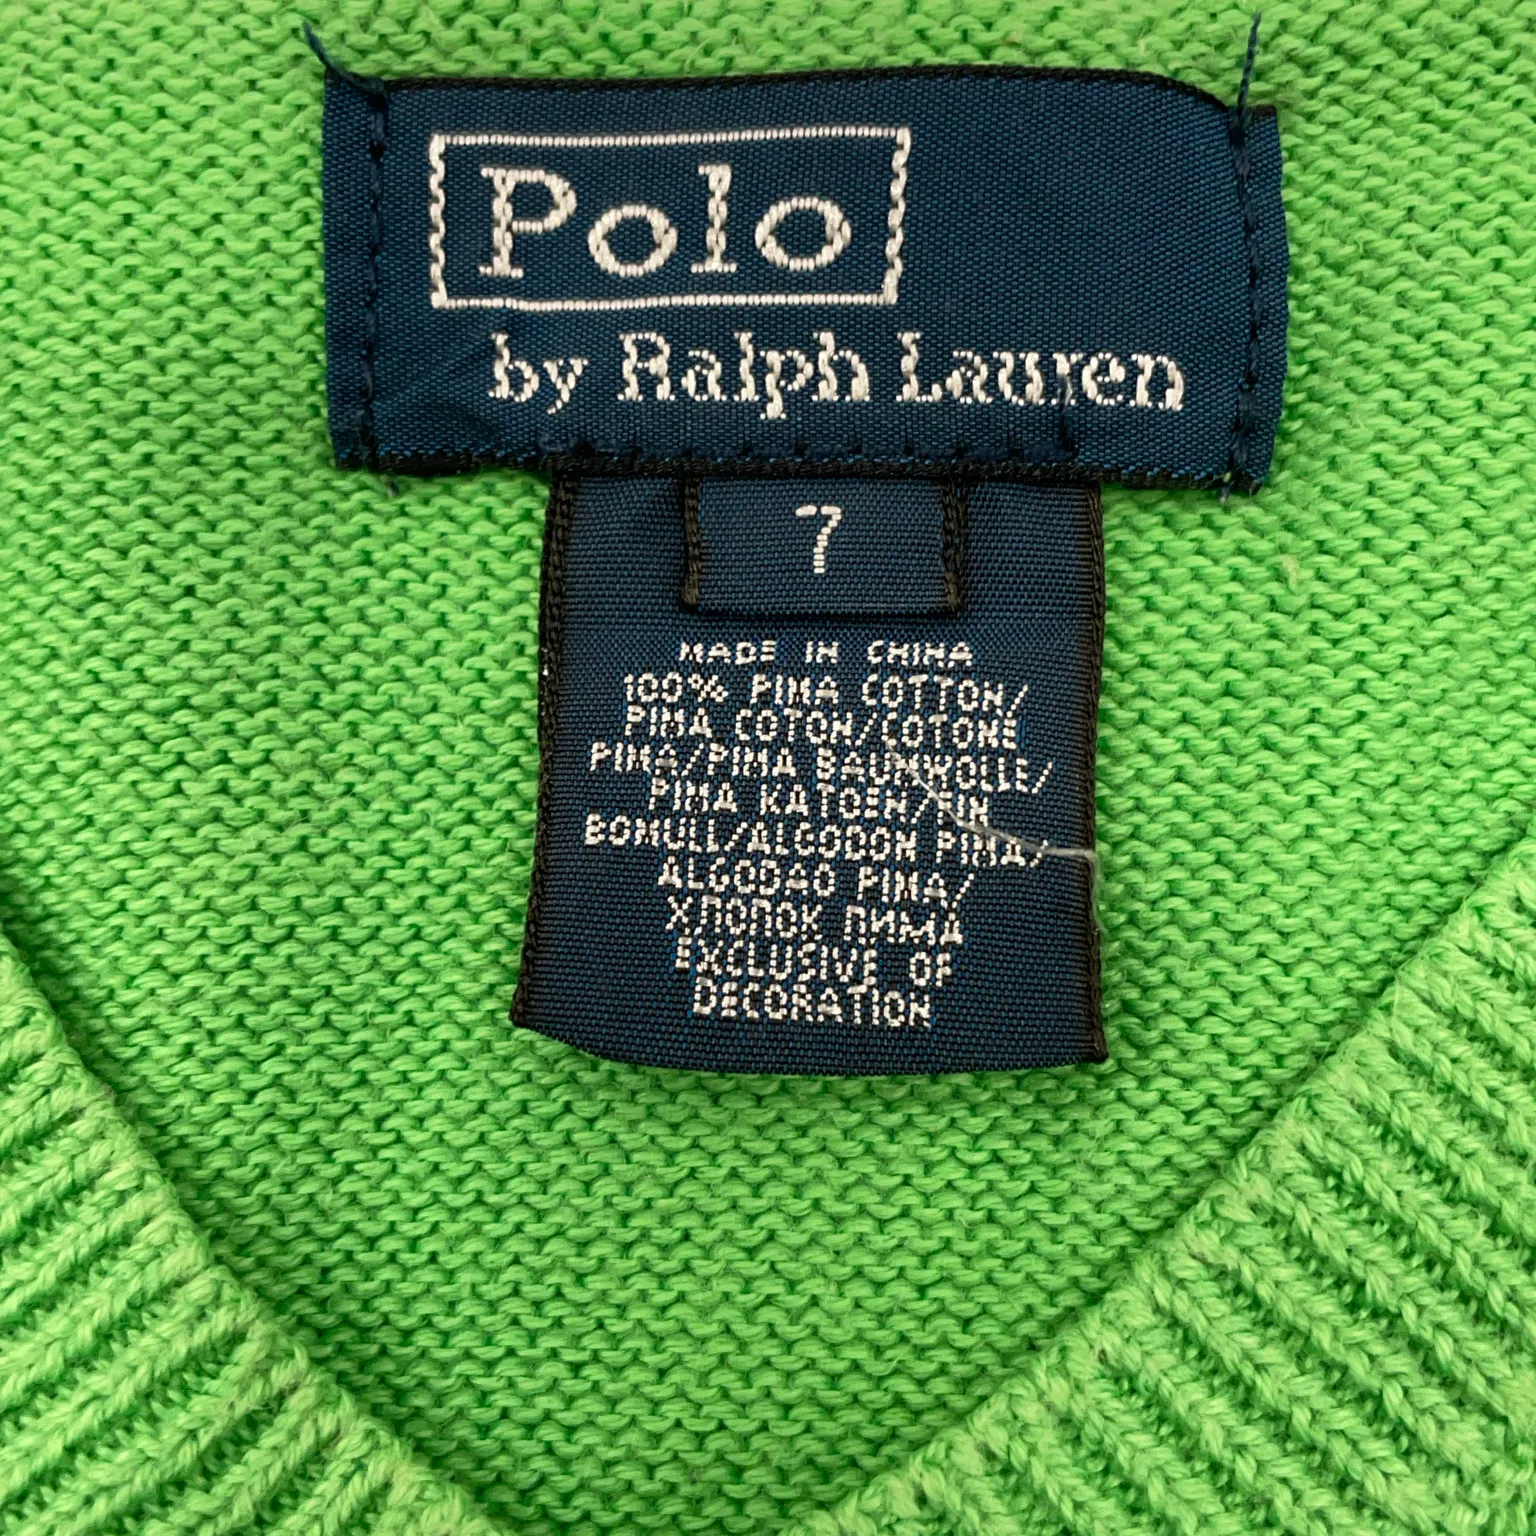 Polo
by Ralph Lauren
7
MADE IN CHINA
100% PIMA COTTON/
PIMA COTON/COTONE
PIMA/PIMA BAUMWOLLE/
PIMA KATOEN/FIN
BOMULL/ALGODON PIMA/
ALGODAO PIMA/
ХЛОПОК ПИМА
EXCLUSIVE OF
DECORATION